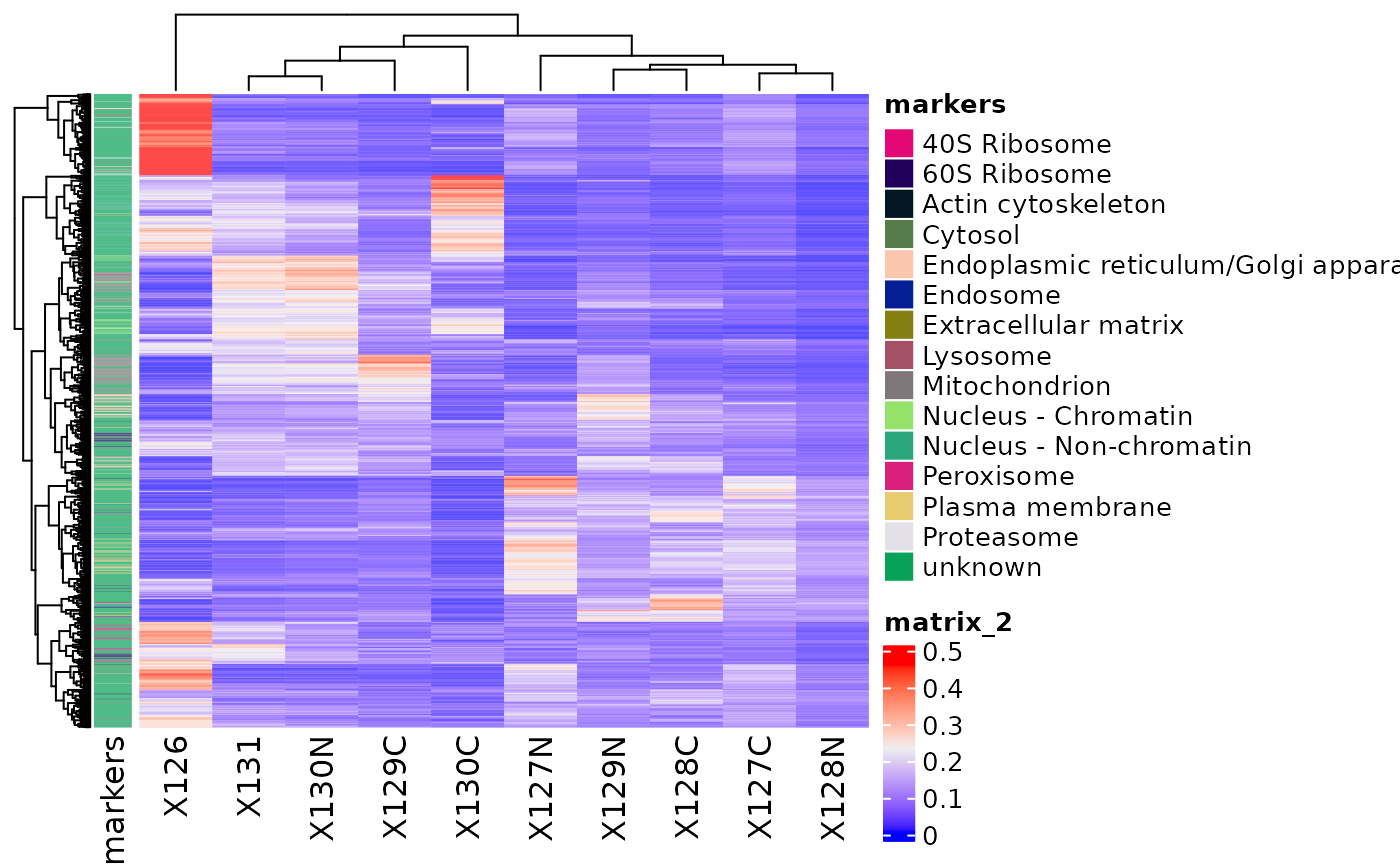 markers
40S Ribosome
60S Ribosome
Actin cytoskeleton
Cytosol
Endoplasmic reticulum/Golgi appara
Endosome
Extracellular matrix
Lysosome
Mitochondrion
Nucleus - Chromatin
Nucleus - Non-chromatin
Peroxisome
Plasma membrane
Proteasome
unknown
matrix_2
0.5
0.4
0.3
0.2
0.1
0
markers
X126
X131
X130N
X129C
X130C
X127N
X129N
X128C
X127C
X128N